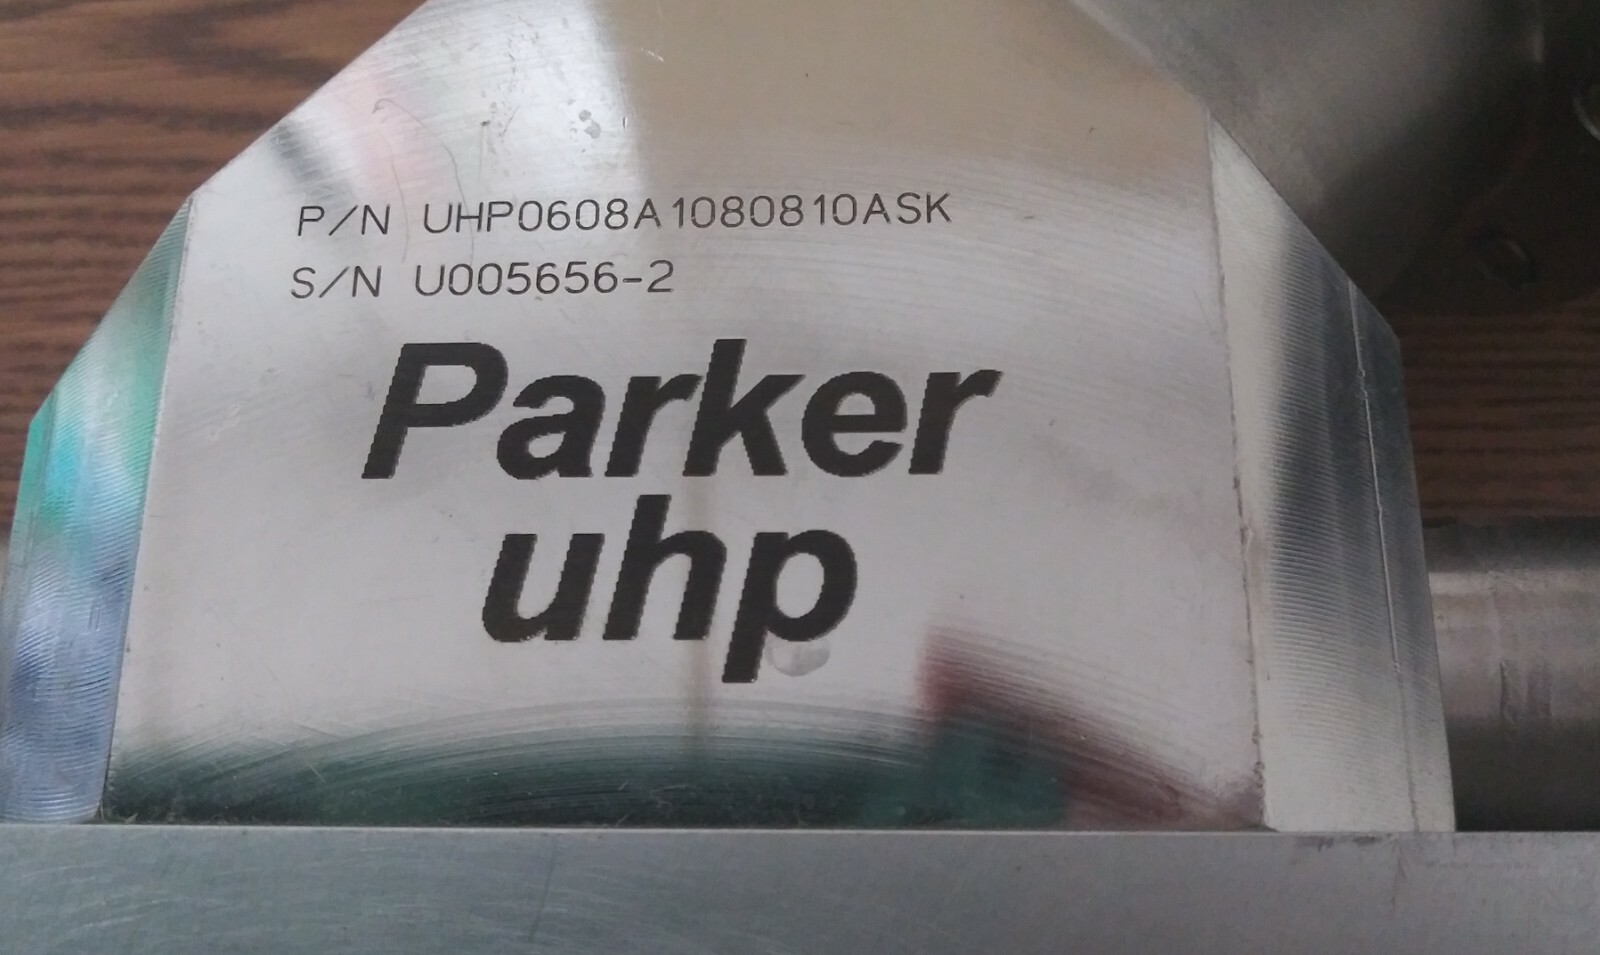 P/N UHP0608A1080810ASK
S/N U005656-2
Parker
uhp